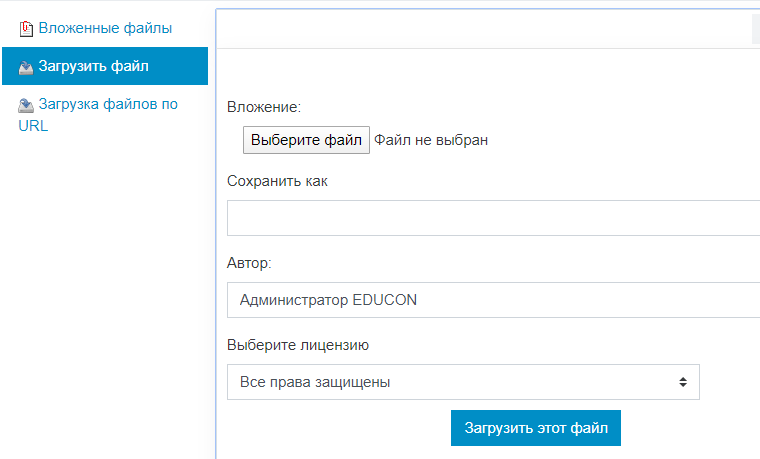 Вложенные файлы
Загрузить файл
Загрузка файлов по
URL
Вложение:
Выберите файл Файл не выбран
Сохранить как
Автор:
Администратор EDUCON
Выберите лицензию
Все права защищены
Загрузить этот файл